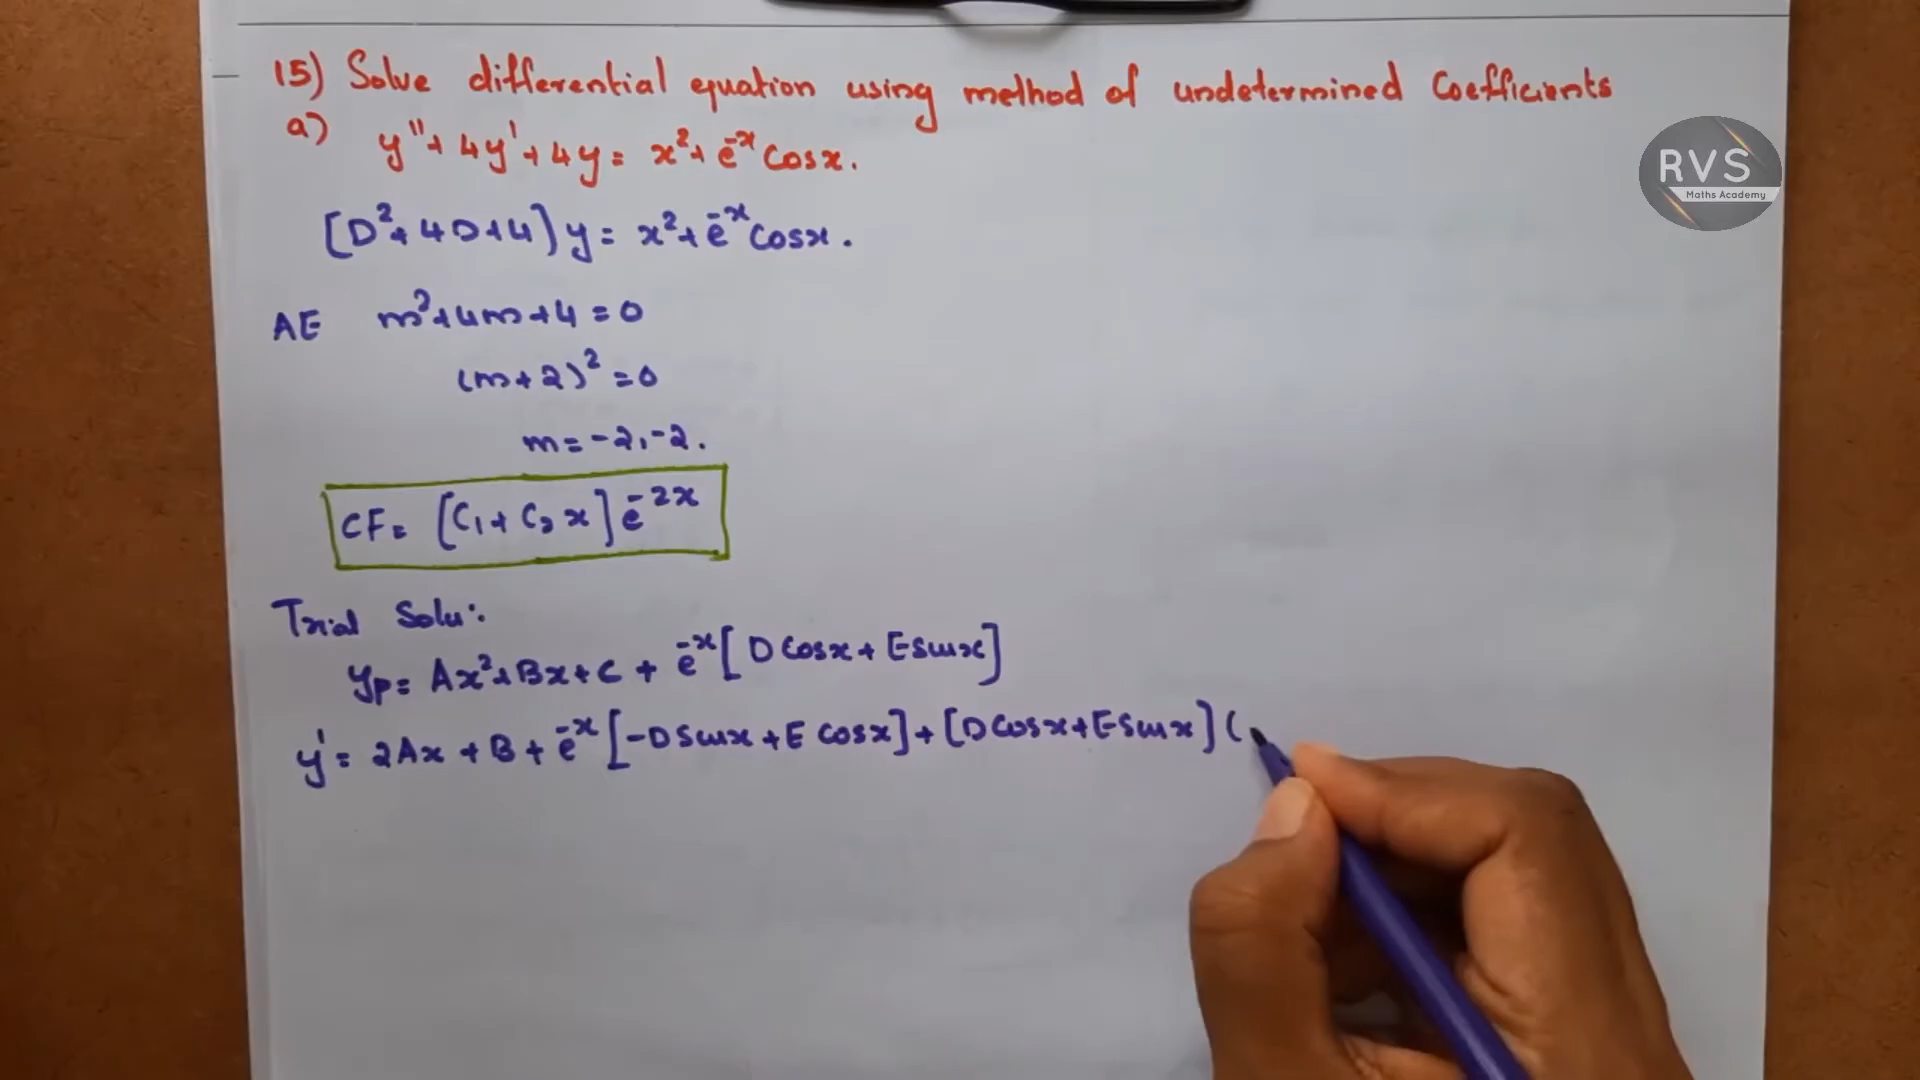 15) Solve differential equation using method of undetermined Coefficients
a) y''+ 4y'+ 4y = x²+ e⁻ˣ Cosx.
RVS
Maths Academy
[D²+ 4D+4] y = x²+ e⁻ˣ Cosx.
AE m²+4m+4 = 0
(m+2)² = 0
m = -2, -2.
CF = [C₁+ C₂ x] e⁻²ˣ
Trial Solu:
yp = Ax²+Bx+C + e⁻ˣ [D Cosx + E Sinx]
y' = 2Ax + B + e⁻ˣ [-D Sinx + E Cosx] + [D Cosx + E Sinx] (